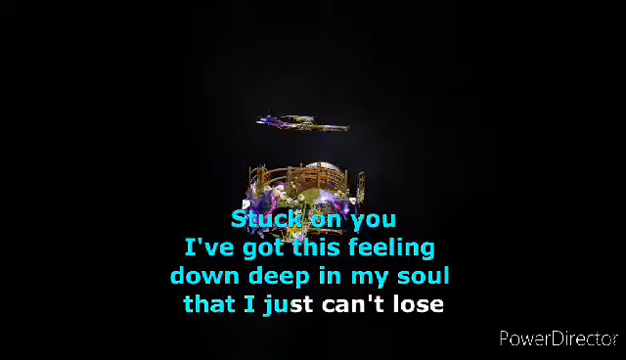 Stuck on you
I've got this feeling
down deep in my soul
that I just can't lose
PowerDirector